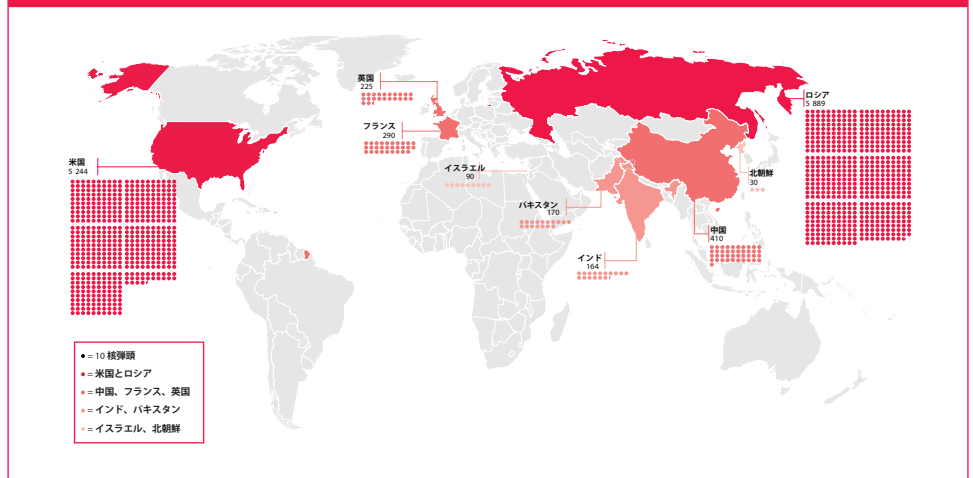 英国
225
フランス
290
米国
5 244
イスラエル
90
パキスタン
170
インド
164
ロシア
5 889
北朝鮮
30
中国
410
= 10 核弾頭
= 米国とロシア
= 中国、フランス、英国
= インド、パキスタン
= イスラエル、北朝鮮